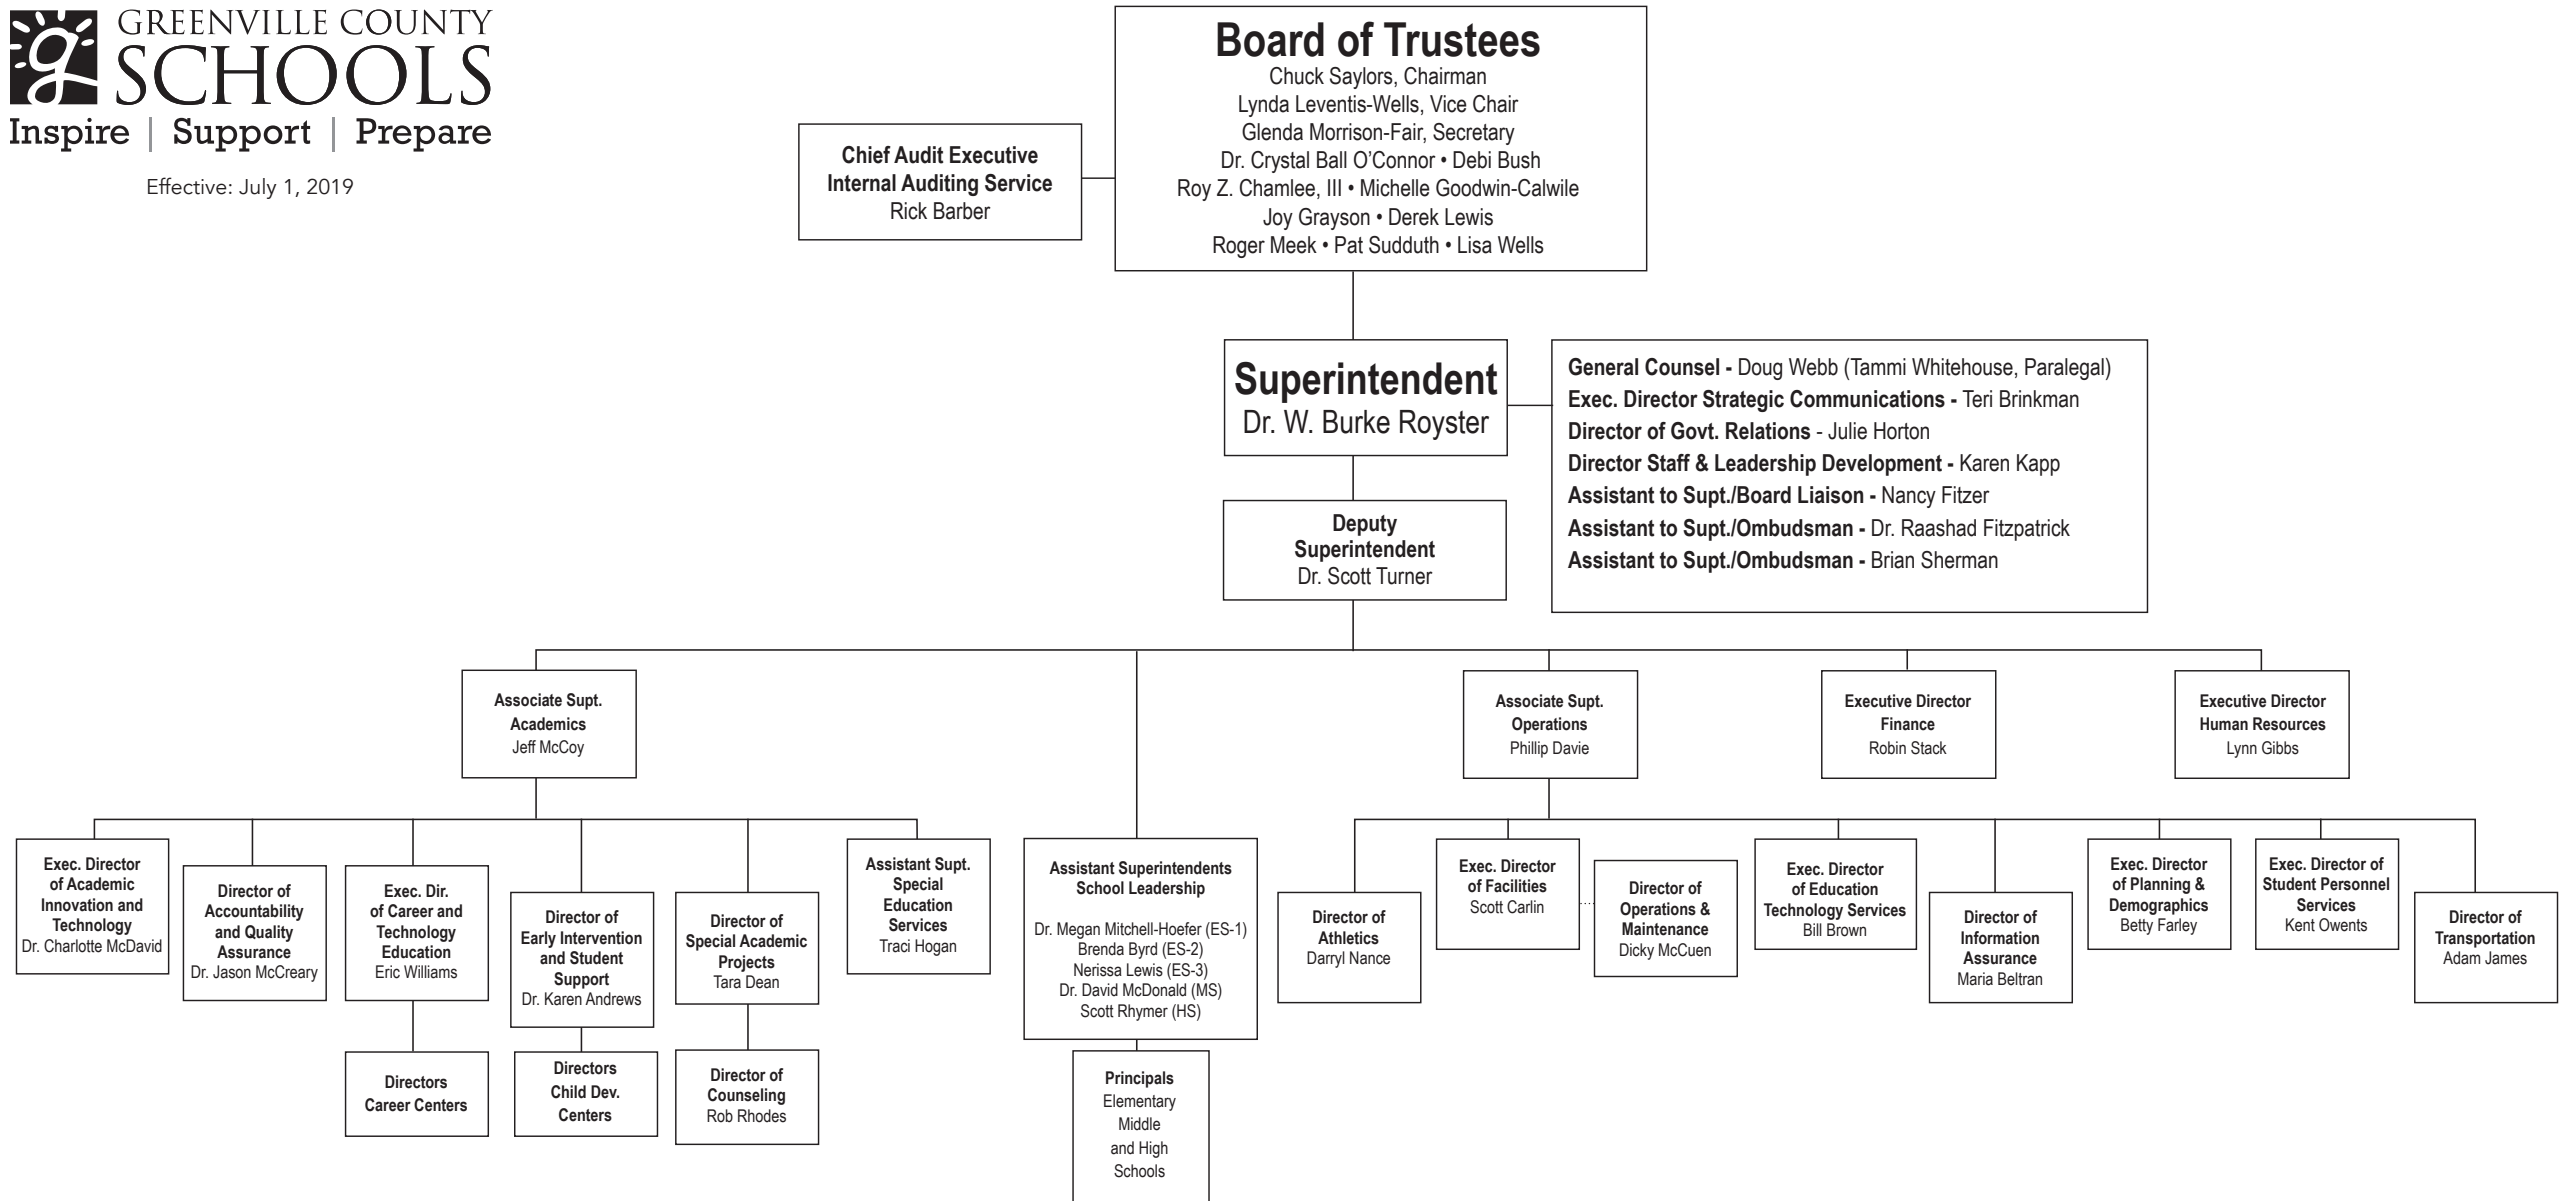 GREENVILLE COUNTY
SCHOOLS
Inspire | Support | Prepare
Effective: July 1, 2019
Board of Trustees
Chuck Saylors, Chairman
Lynda Leventis-Wells, Vice Chair
Glenda Morrison-Fair, Secretary
Dr. Crystal Ball O'Connor • Debi Bush
Roy Z. Chamlee, III • Michelle Goodwin-Calwile
Joy Grayson • Derek Lewis
Roger Meek • Pat Sudduth • Lisa Wells
Chief Audit Executive
Internal Auditing Service
Rick Barber
Superintendent
Dr. W. Burke Royster
General Counsel - Doug Webb (Tammi Whitehouse, Paralegal)
Exec. Director Strategic Communications - Teri Brinkman
Director of Govt. Relations - Julie Horton
Director Staff & Leadership Development - Karen Kapp
Assistant to Supt./Board Liaison - Nancy Fitzer
Assistant to Supt./Ombudsman - Dr. Raashad Fitzpatrick
Assistant to Supt./Ombudsman - Brian Sherman
Deputy
Superintendent
Dr. Scott Turner
Associate Supt.
Academics
Jeff McCoy
Associate Supt.
Operations
Phillip Davie
Executive Director
Finance
Robin Stack
Executive Director
Human Resources
Lynn Gibbs
Exec. Director
of Academic
Innovation and
Technology
Dr. Charlotte McDavid
Director of
Accountability
and Quality
Assurance
Dr. Jason McCreary
Exec. Dir.
of Career and
Technology
Education
Eric Williams
Director of
Early Intervention
and Student
Support
Dr. Karen Andrews
Director of
Special Academic
Projects
Tara Dean
Assistant Supt.
Special
Education
Services
Traci Hogan
Assistant Superintendents
School Leadership
Dr. Megan Mitchell-Hoefer (ES-1)
Brenda Byrd (ES-2)
Nerissa Lewis (ES-3)
Dr. David McDonald (MS)
Scott Rhymer (HS)
Director of
Athletics
Darryl Nance
Exec. Director
of Facilities
Scott Carlin
Director of
Operations &
Maintenance
Dicky McCuen
Exec. Director
of Education
Technology Services
Bill Brown
Director of
Information
Assurance
Maria Beltran
Exec. Director
of Planning &
Demographics
Betty Farley
Exec. Director of
Student Personnel
Services
Kent Owents
Director of
Transportation
Adam James
Directors
Career Centers
Directors
Child Dev.
Centers
Director of
Counseling
Rob Rhodes
Principals
Elementary
Middle
and High
Schools